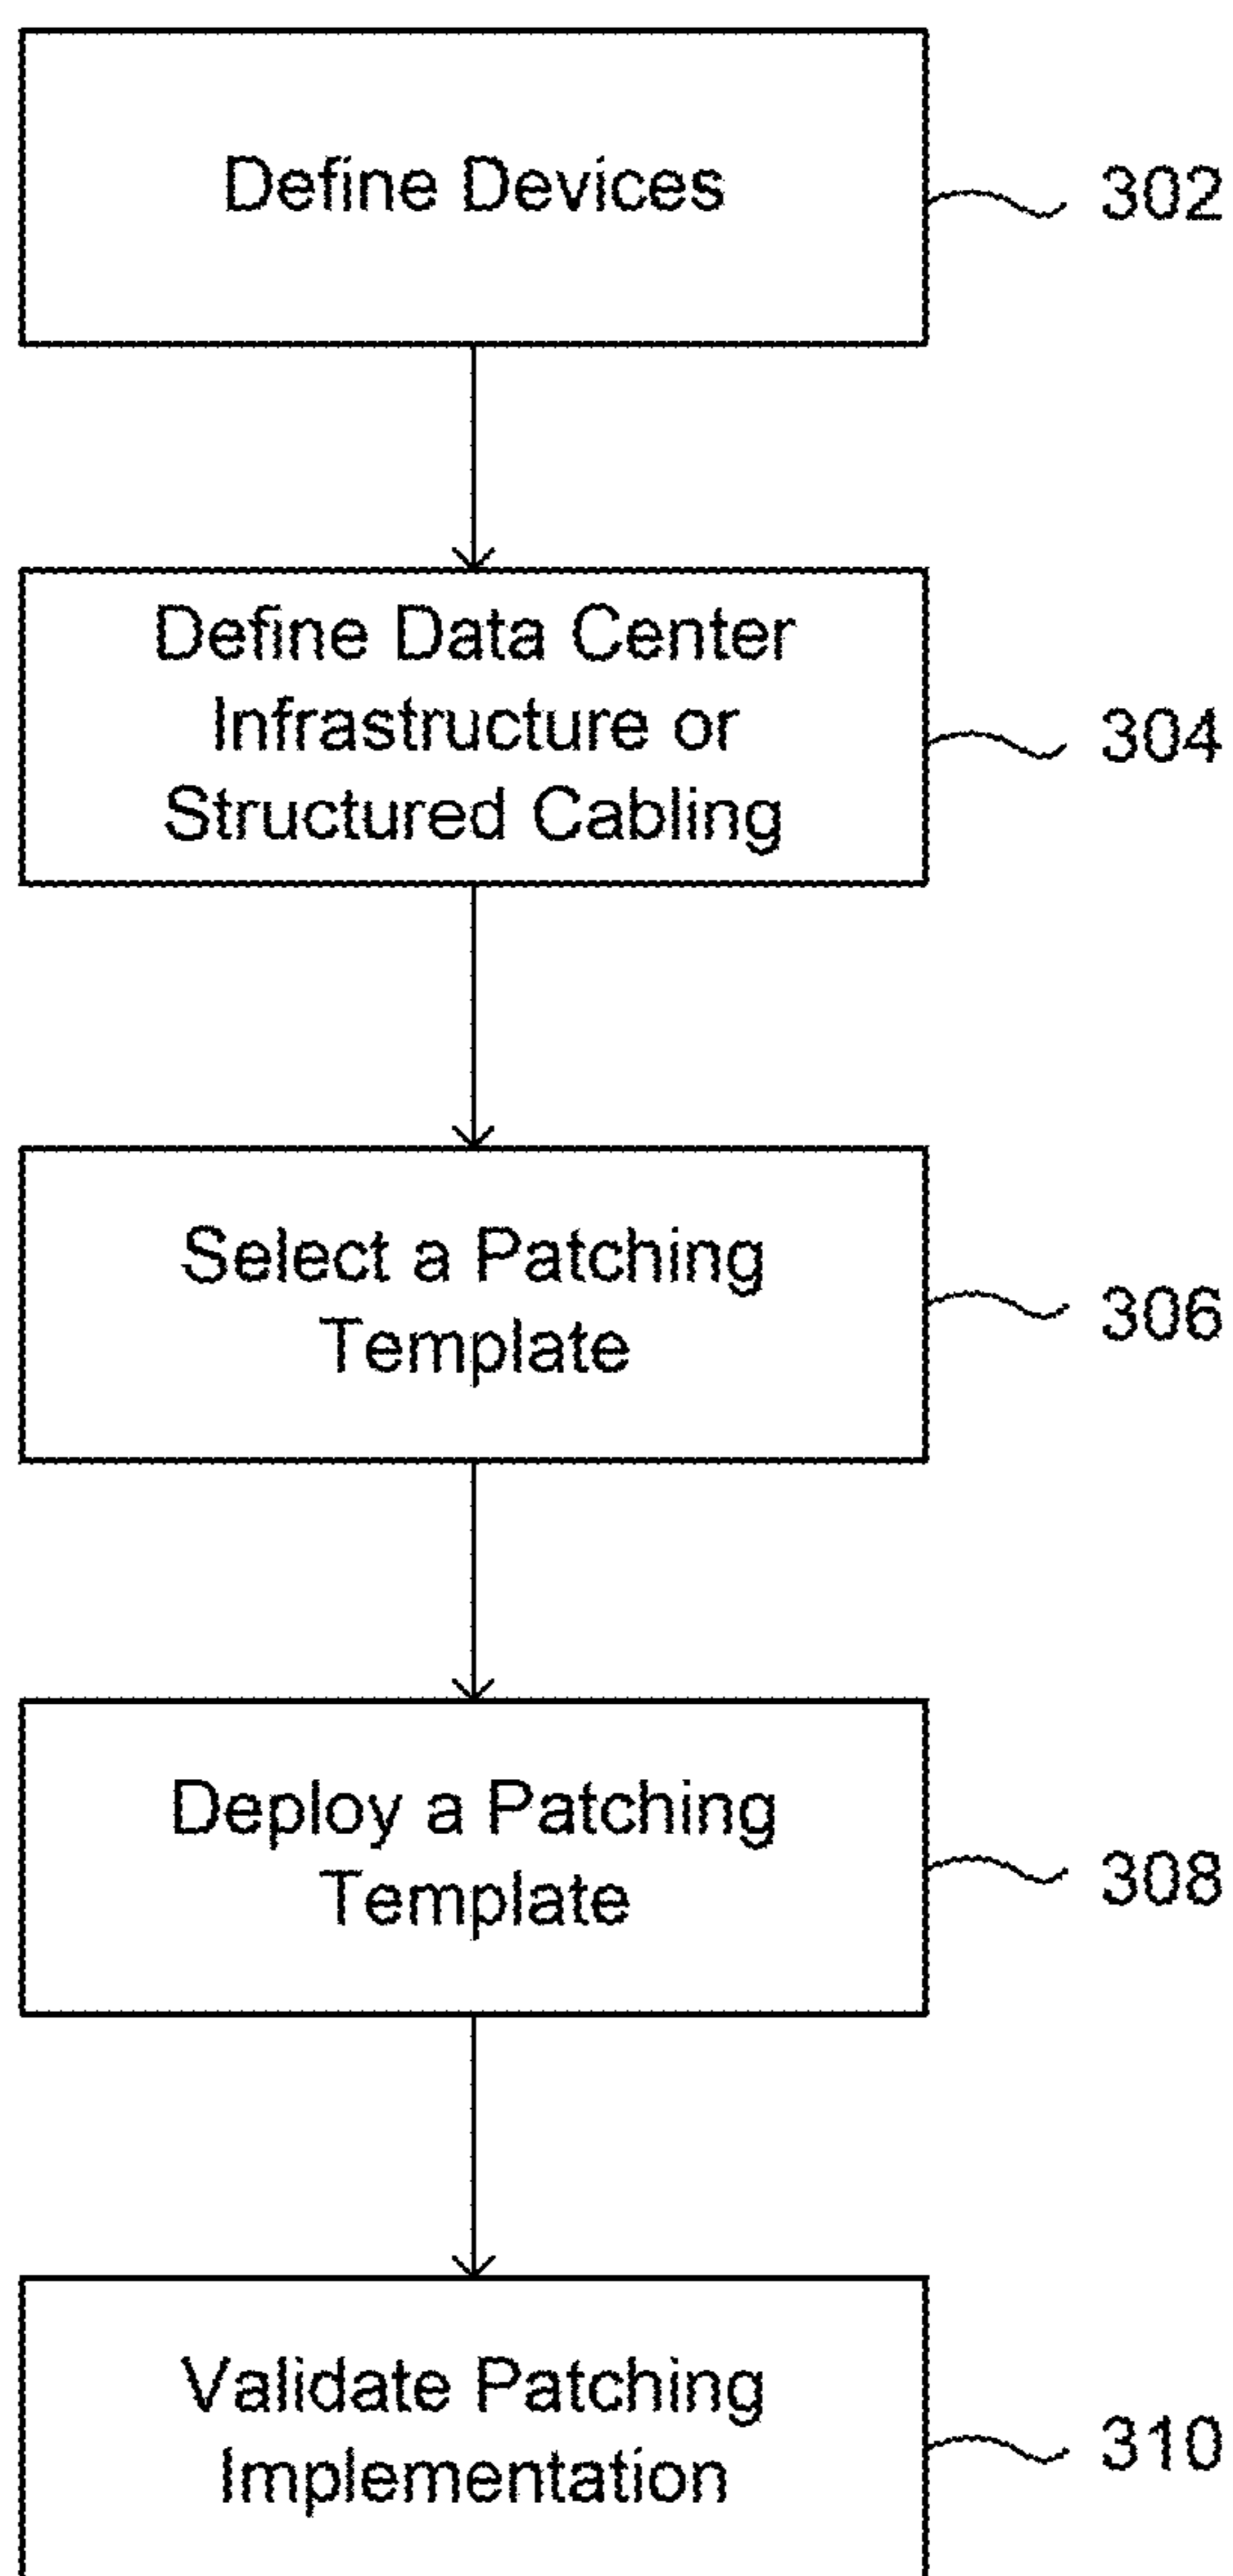 Define Devices
302
Define Data Center
Infrastructure or
Structured Cabling
304
Select a Patching
Template
306
Deploy a Patching
Template
308
Validate Patching
Implementation
310